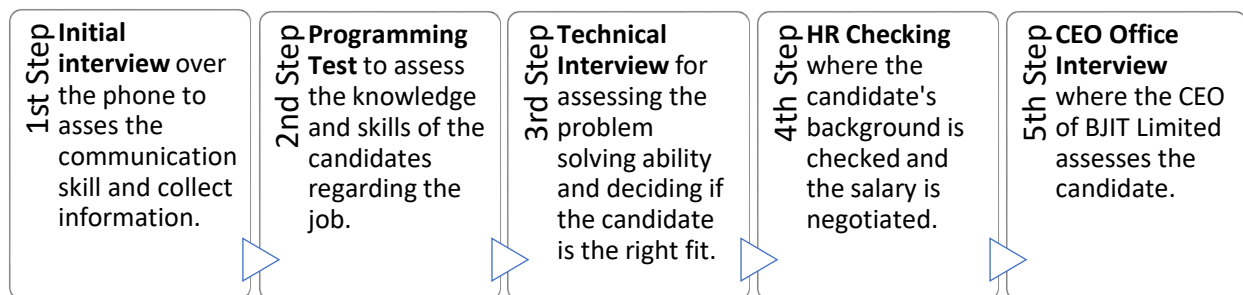 1st Step
Initial
interview over
the phone to
asses the
communication
skill and collect
information.
2nd Step
Programming
Test to assess
the knowledge
and skills of the
candidates
regarding the
job.
3rd Step
Technical
Interview for
assessing the
problem
solving ability
and deciding if
the candidate
is the right fit.
4th Step
HR Checking
where the
candidate's
background is
checked and
the salary is
negotiated.
5th Step
CEO Office
Interview
where the CEO
of BJIT Limited
assesses the
candidate.